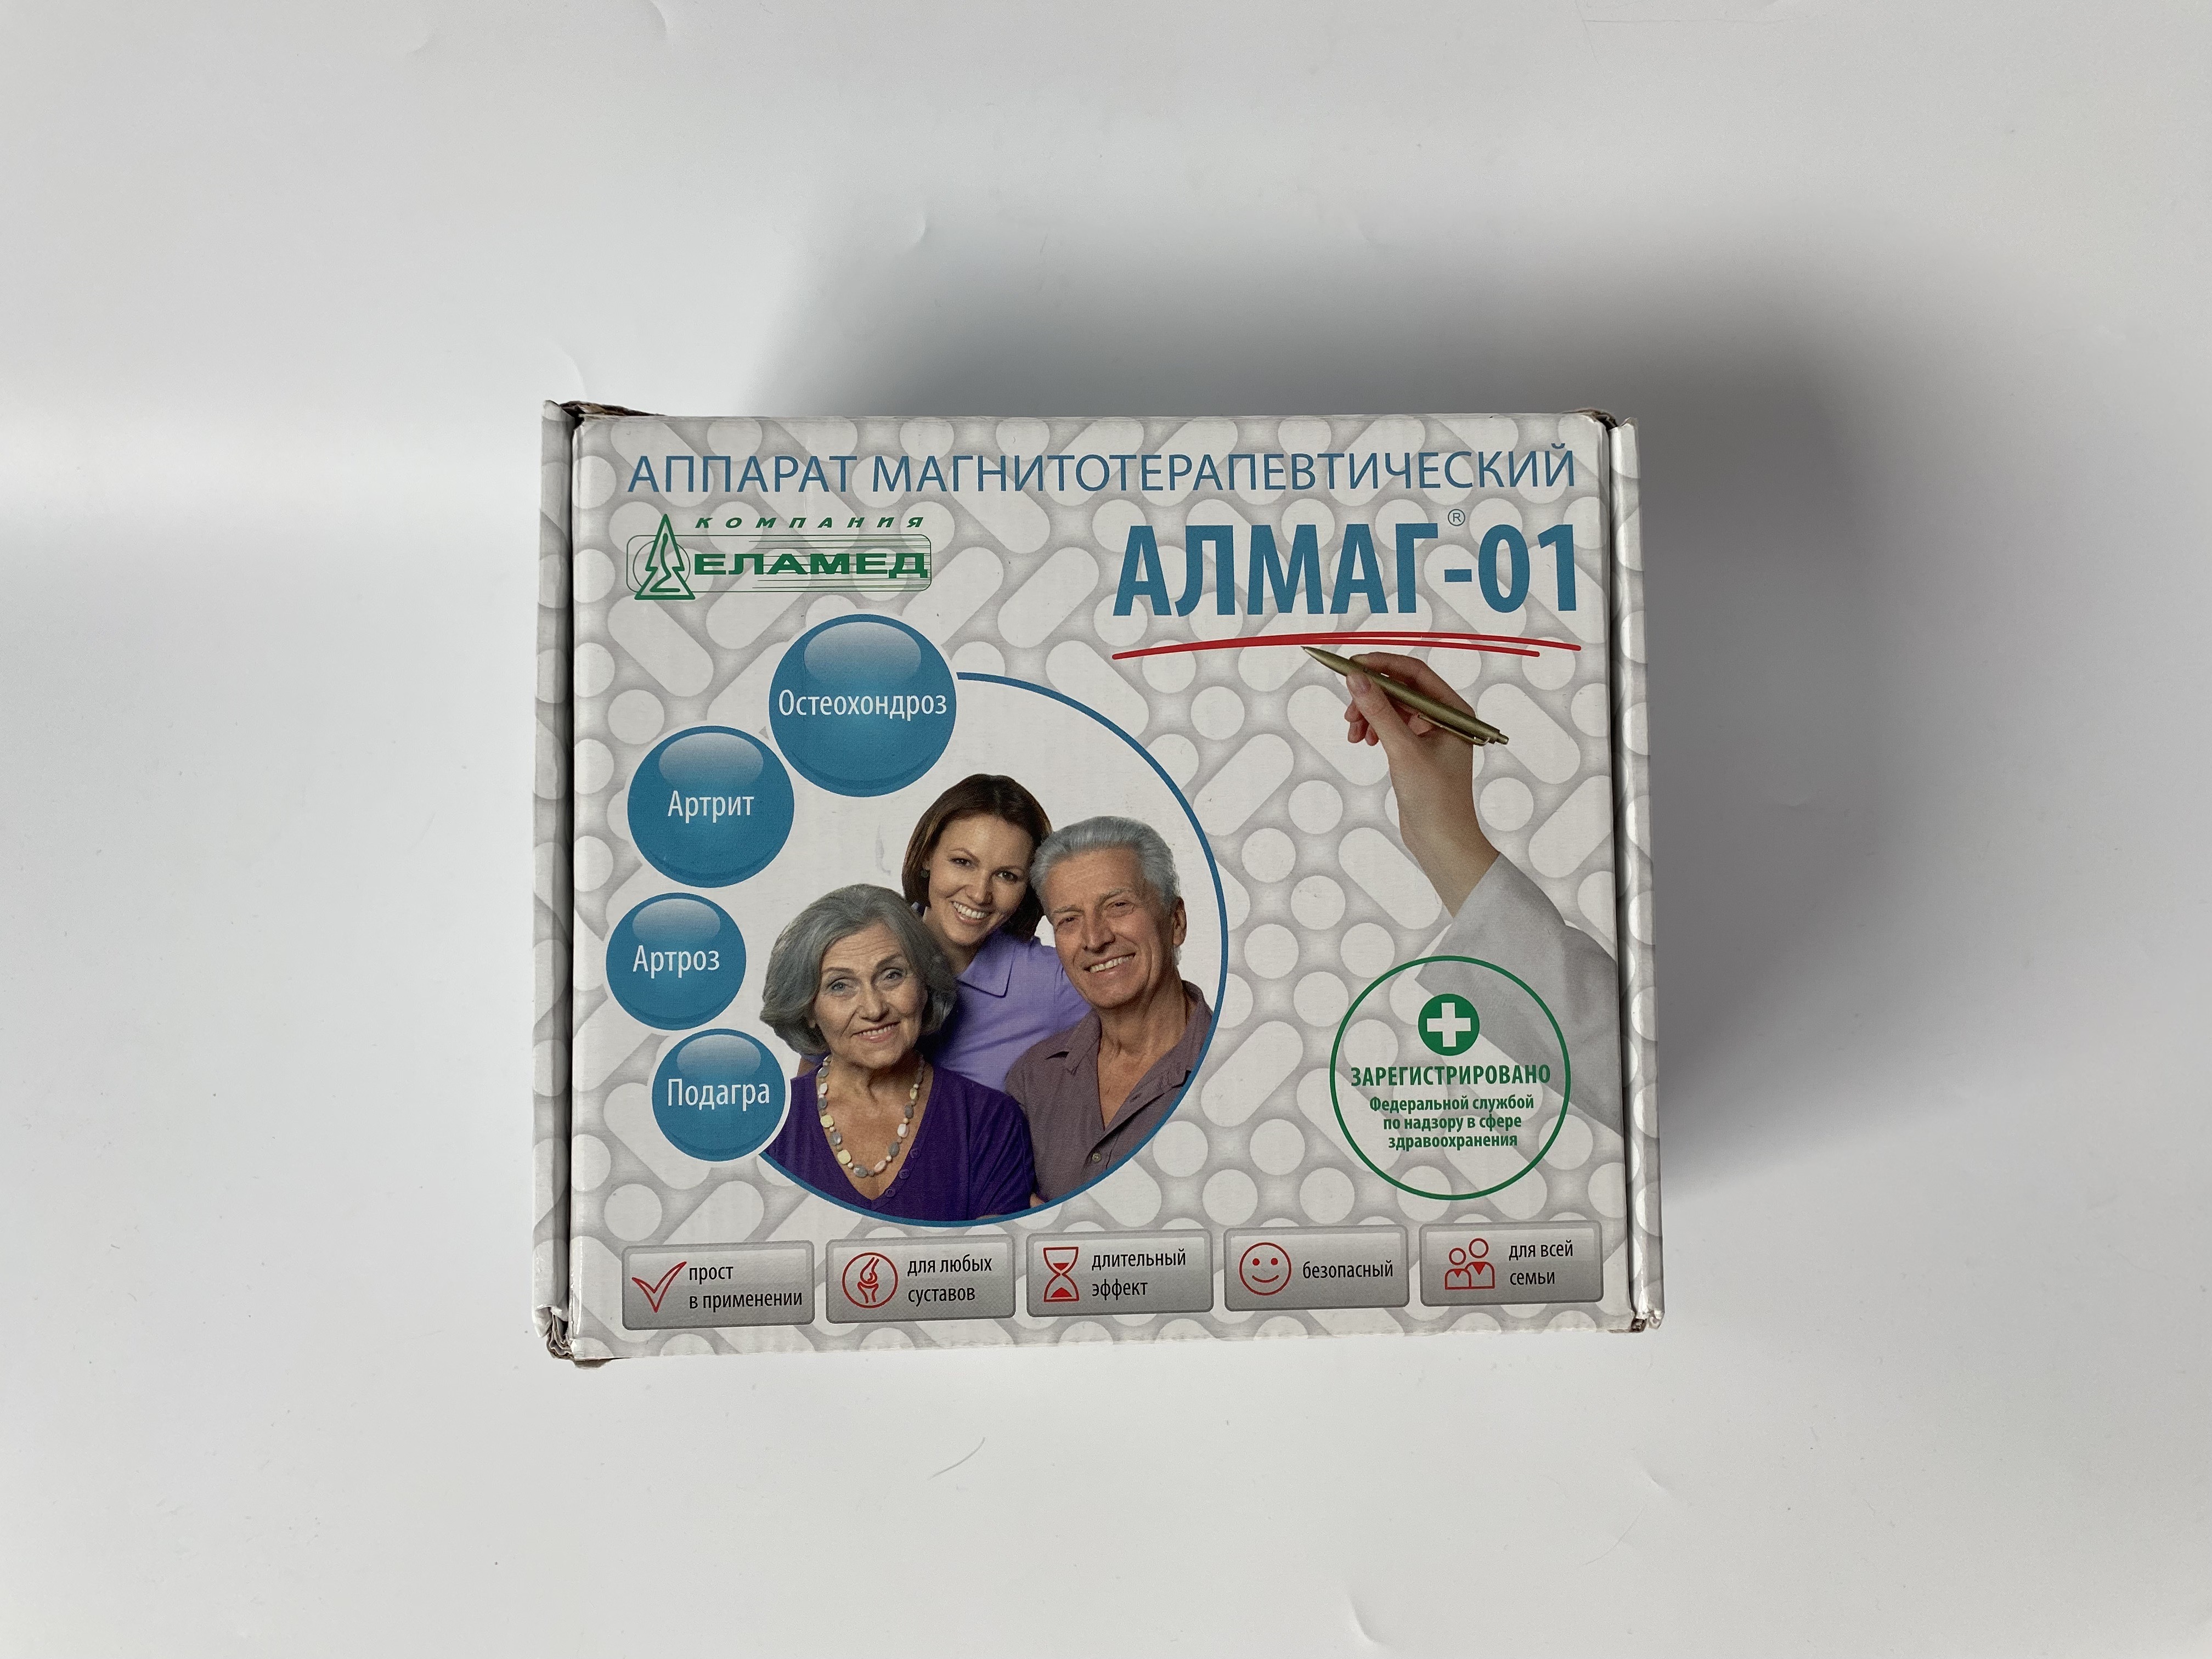 АППАРАТ МАГНИТОТЕРАПЕВТИЧЕСКИЙ
КОМПАНИЯ
ЕЛАМЕД
АЛМАГ®-01
Остеохондроз
Артрит
Артроз
Подагра
ЗАРЕГИСТРИРОВАНО
Федеральной службой
по надзору в сфере
здравоохранения
прост
в применении
для любых
суставов
длительный
эффект
безопасный
для всей
семьи